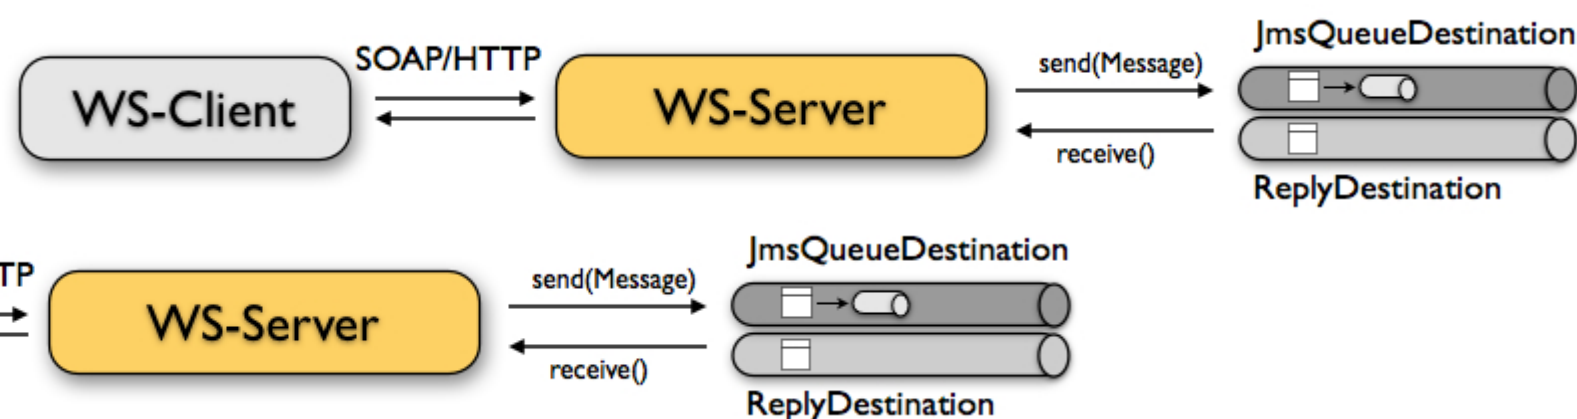 JmsQueueDestination
SOAP/HTTP
send(Message)
WS-Client
WS-Server
receive()
ReplyDestination
JmsQueueDestination
TP
send(Message)
WS-Server
receive()
ReplyDestination